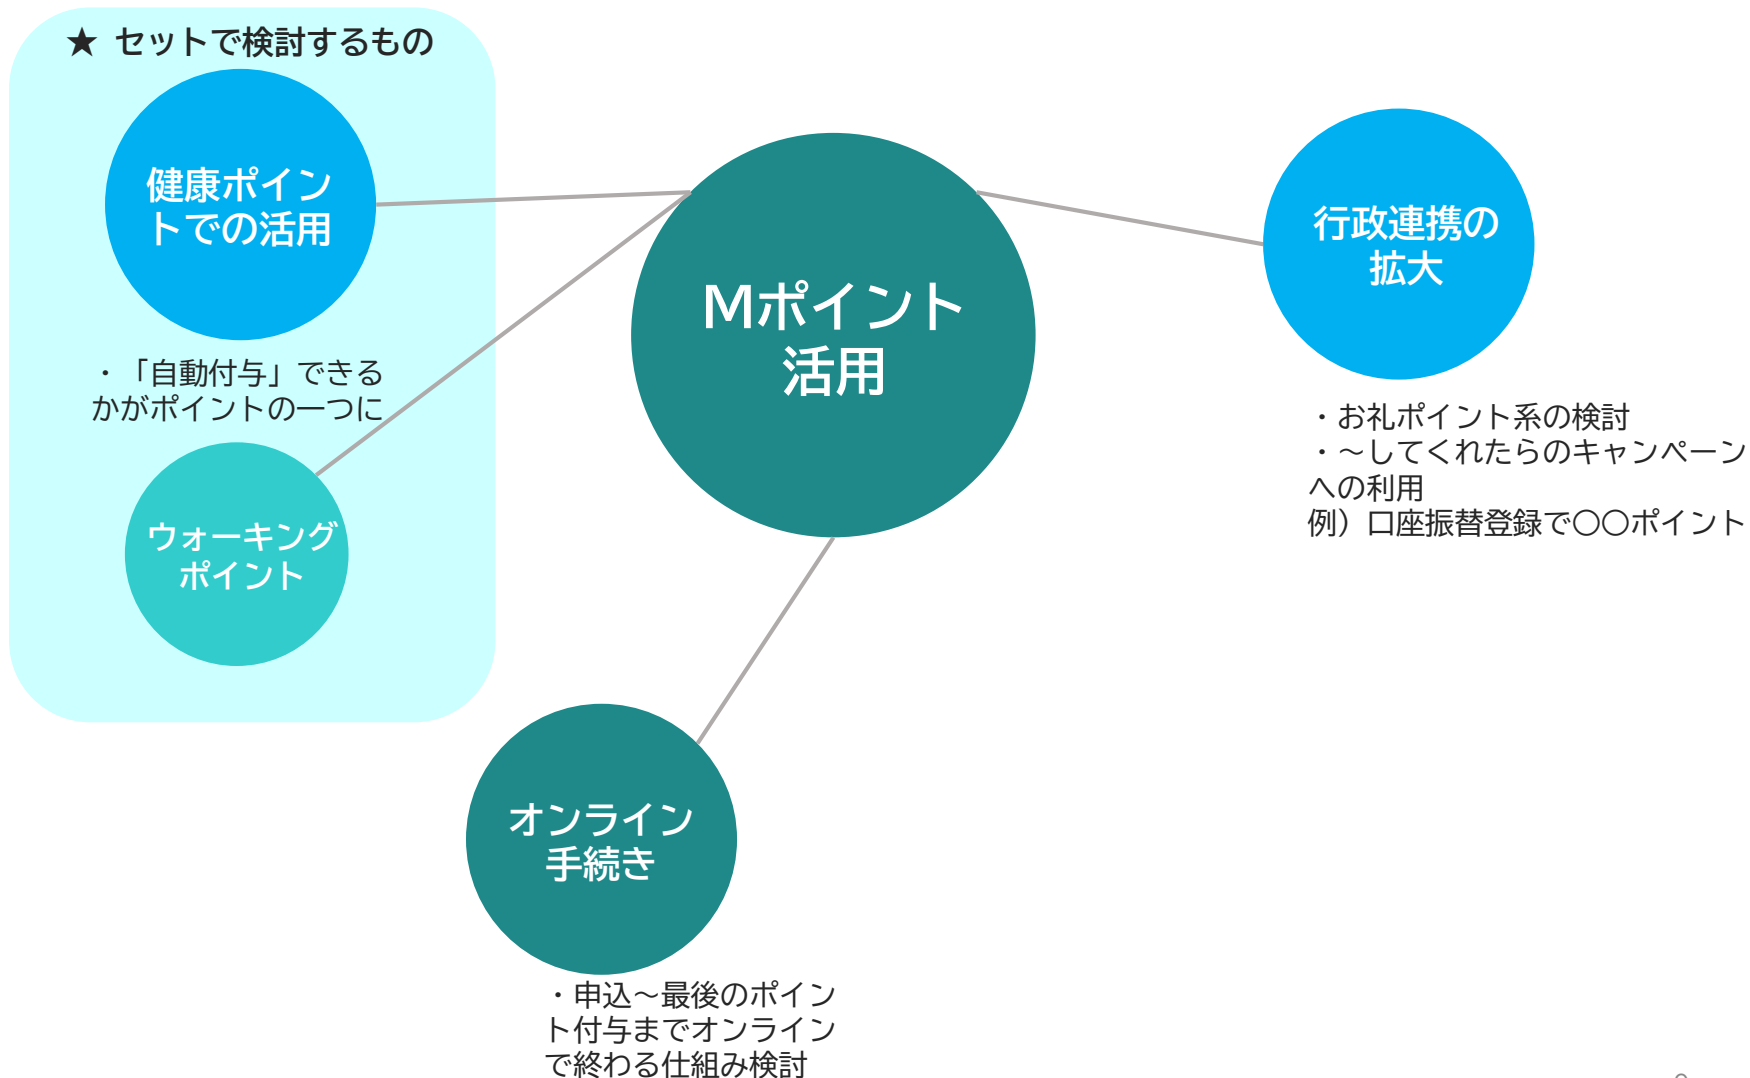 ★ セットで検討するもの
健康ポイン
トでの活用
・「自動付与」できる
かがポイントの一つに
ウォーキング
ポイント
Mポイント
活用
行政連携の
拡大
・お礼ポイント系の検討
・～してくれたらのキャンペーン
への利用
例）口座振替登録で〇〇ポイント
オンライン
手続き
・申込～最後のポイン
ト付与までオンライン
で終わる仕組み検討